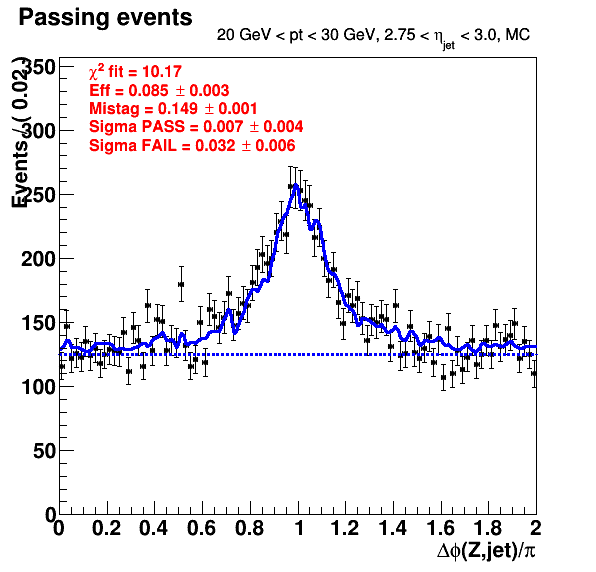 Passing events
20 GeV < pt < 30 GeV, 2.75 < η_jet < 3.0, MC
χ² fit = 10.17
Eff = 0.085 ± 0.003
Mistag = 0.149 ± 0.001
Sigma PASS = 0.007 ± 0.004
Sigma FAIL = 0.032 ± 0.006
Events / ( 0.02 )
350
300
250
200
150
100
50
0
0 0.2 0.4 0.6 0.8 1 1.2 1.4 1.6 1.8 2
Δϕ(Z,jet)/π